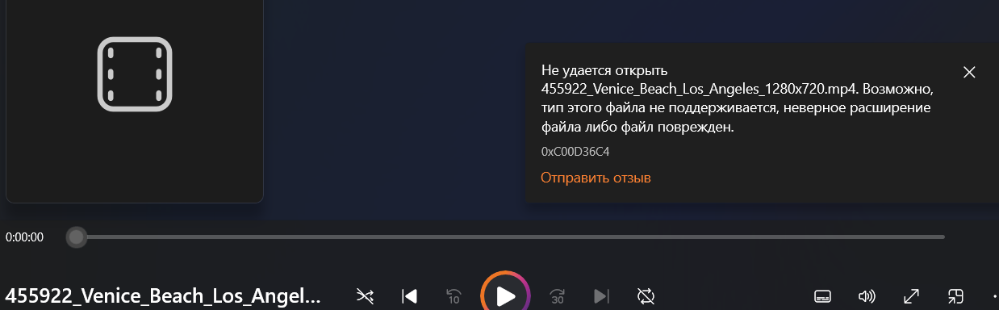 Не удается открыть
455922_Venice_Beach_Los_Angeles_1280x720.mp4. Возможно,
тип этого файла не поддерживается, неверное расширение
файла либо файл поврежден.
0xC00D36C4
Отправить отзыв
0:00:00
455922_Venice_Beach_Los_Angel...
10
30